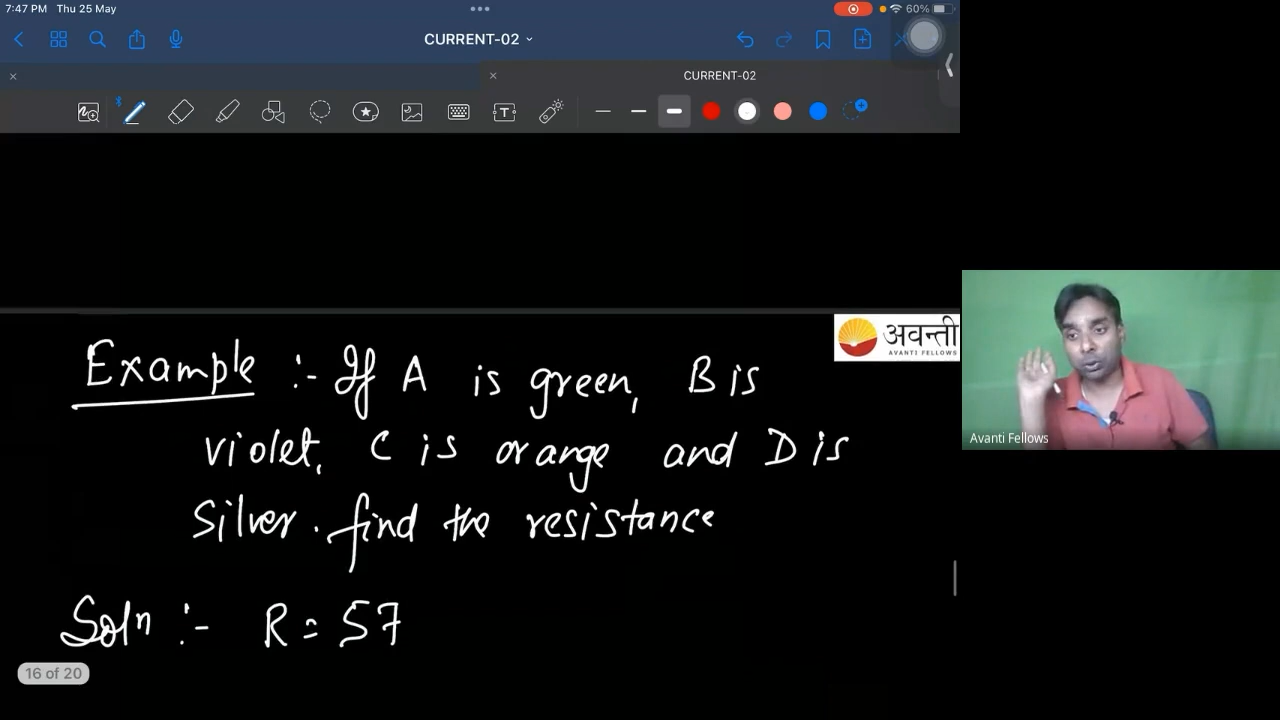 7:47 PM Thu 25 May
60%
CURRENT-02
CURRENT-02
अवन्ती
AVANTI FELLOWS
Example :- If A is green, B is
violet, C is orange and D is
Silver. find the resistance
Soln :- R = 57
16 of 20
Avanti Fellows